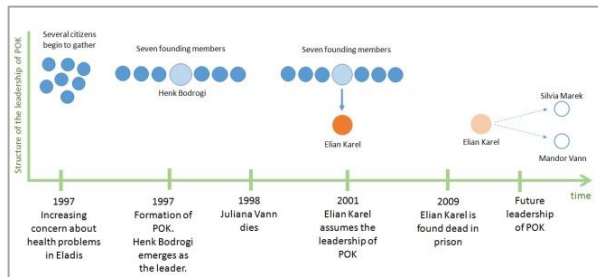 Structure of the leadership of POK
Several citizens
begin to gather
Seven founding members
Henk Bodrogi
Seven founding members
Elian Karel
Elian Karel
Silvia Marek
Mandor Vann
time
1997
Increasing
concern about
health problems
in Eladis
1997
Formation of
POK.
Henk Bodrogi
emerges as
the leader.
1998
Juliana Vann
dies
2001
Elian Karel
assumes the
leadership of
POK
2009
Elian Karel is
found dead in
prison
Future
leadership
of POK